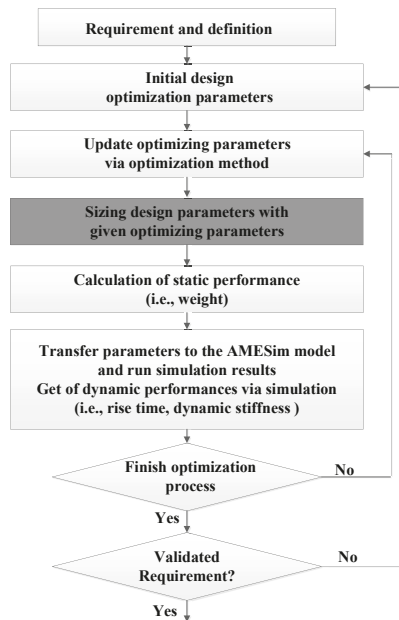 Requirement and definition
Initial design
optimization parameters
Update optimizing parameters
via optimization method
Sizing design parameters with
given optimizing parameters
Calculation of static performance
(i.e., weight)
Transfer parameters to the AMESim model
and run simulation results
Get of dynamic performances via simulation
(i.e., rise time, dynamic stiffness )
Finish optimization
process
No
Yes
Validated
Requirement?
No
Yes